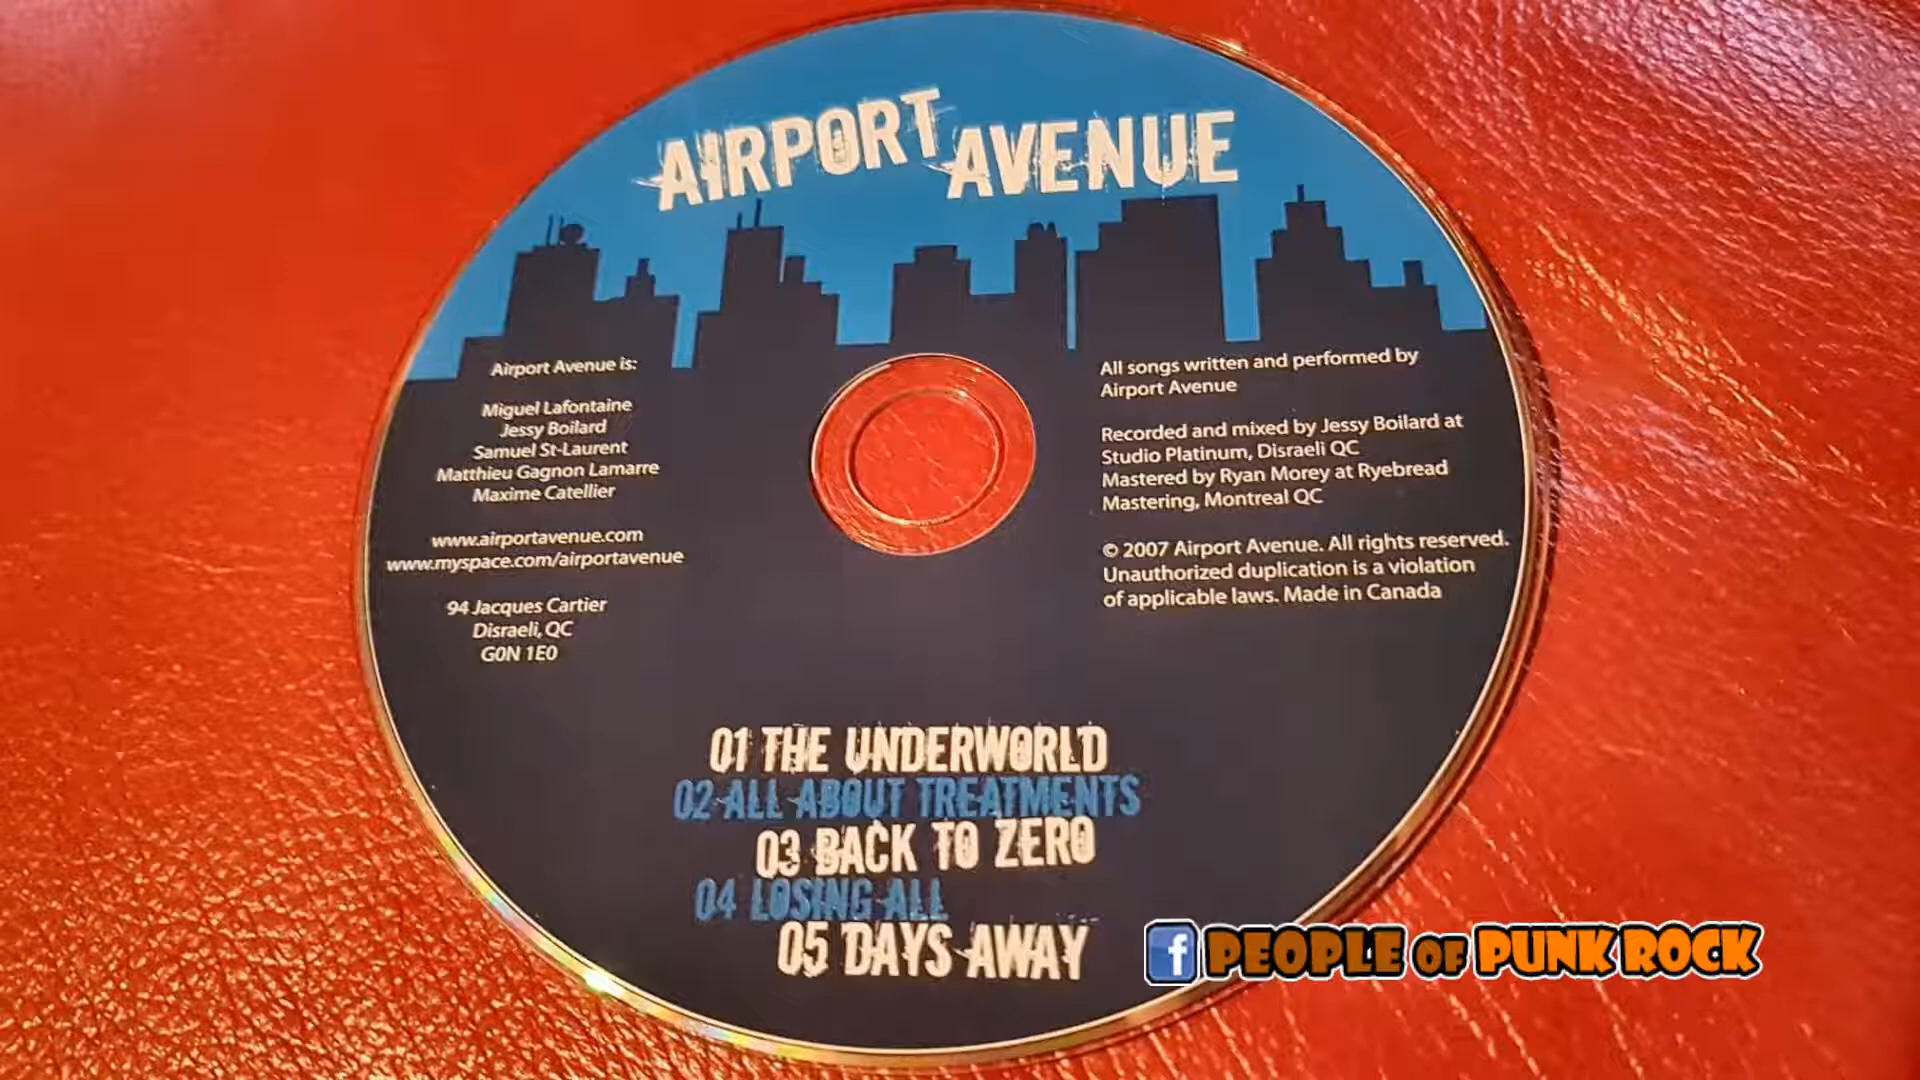 AIRPORT AVENUE
Airport Avenue is:
Miguel Lafontaine
Jessy Boilard
Samuel St-Laurent
Matthieu Gagnon Lamarre
Maxime Catellier
www.airportavenue.com
www.myspace.com/airportavenue
94 Jacques Cartier
Disraeli, QC
G0N 1E0
All songs written and performed by
Airport Avenue
Recorded and mixed by Jessy Boilard at
Studio Platinum, Disraeli QC
Mastered by Ryan Morey at Ryebread
Mastering, Montreal QC
© 2007 Airport Avenue. All rights reserved.
Unauthorized duplication is a violation
of applicable laws. Made in Canada
01 THE UNDERWORLD
02 ALL ABOUT TREATMENTS
03 BACK TO ZERO
04 LOSING ALL
05 DAYS AWAY
f PEOPLE OF PUNK ROCK